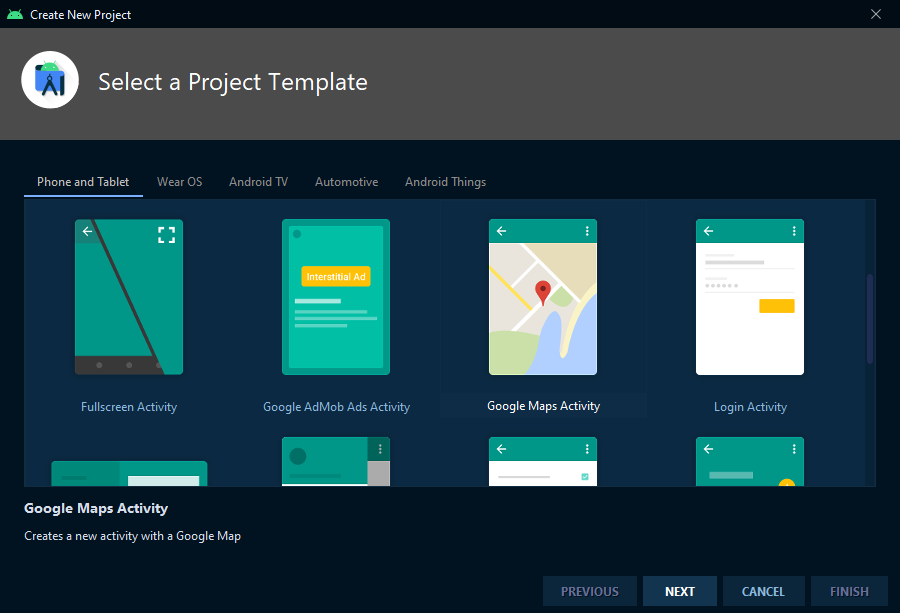 Create New Project
Select a Project Template
Phone and Tablet Wear OS Android TV Automotive Android Things
Interstitial Ad
Fullscreen Activity Google AdMob Ads Activity Google Maps Activity Login Activity
Google Maps Activity
Creates a new activity with a Google Map
PREVIOUS NEXT CANCEL FINISH